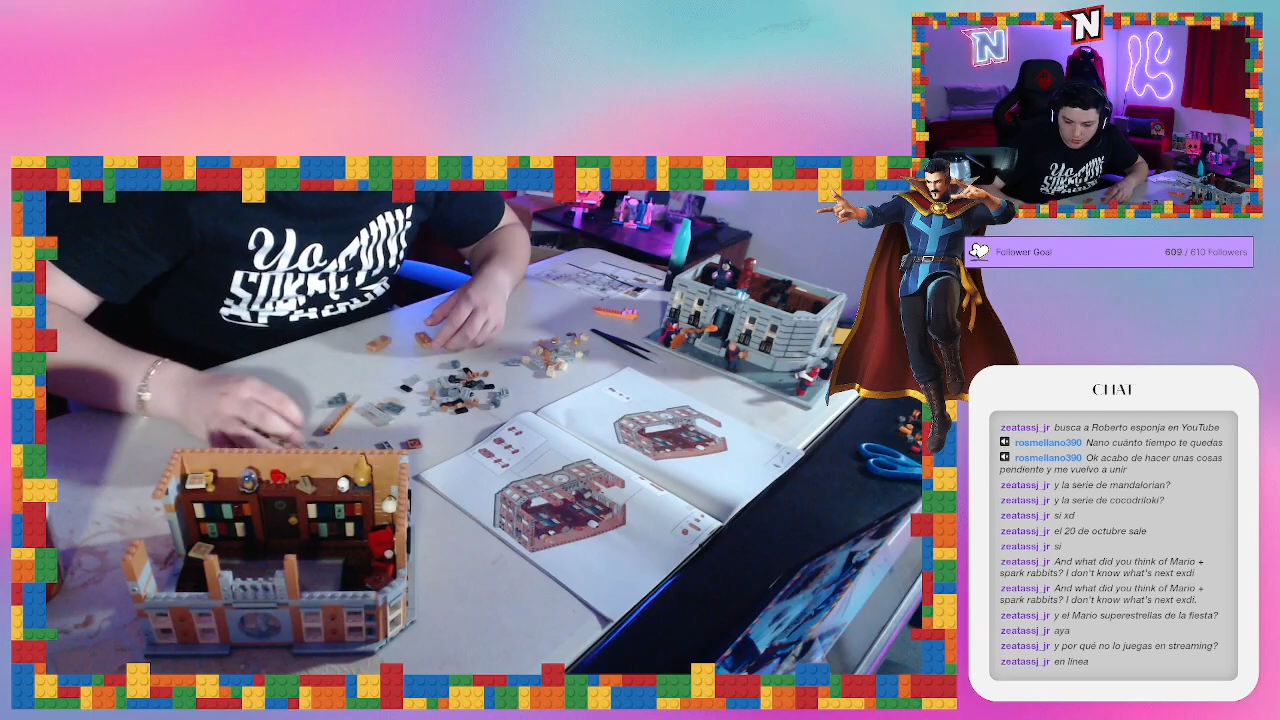 N
N
Follower Goal
609 / 610 Followers
CHAT
zeatassj_jr busca a Roberto esponja en YouTube
rosmeliano390 Nano cuánto tiempo te quedas
rosmeliano390 Ok acabo de hacer unas cosas
pendiente y me vuelvo a unir
zeatassj_jr y la serie de mandalorian?
zeatassj_jr y la serie de cocodriloki?
zeatassj_jr si xd
zeatassj_jr el 20 de octubre sale
zeatassj_jr si
zeatassj_jr And what did you think of Mario +
spark rabbits? I don't know what's next exdi
zeatassj_jr And what did you think of Mario +
spark rabbits? I don't know what's next exdi.
zeatassj_jr y el Mario superestrellas de la fiesta?
zeatassj_jr aya
zeatassj_jr y por qué no lo juegas en streaming?
zeatassj_jr en línea
Yo